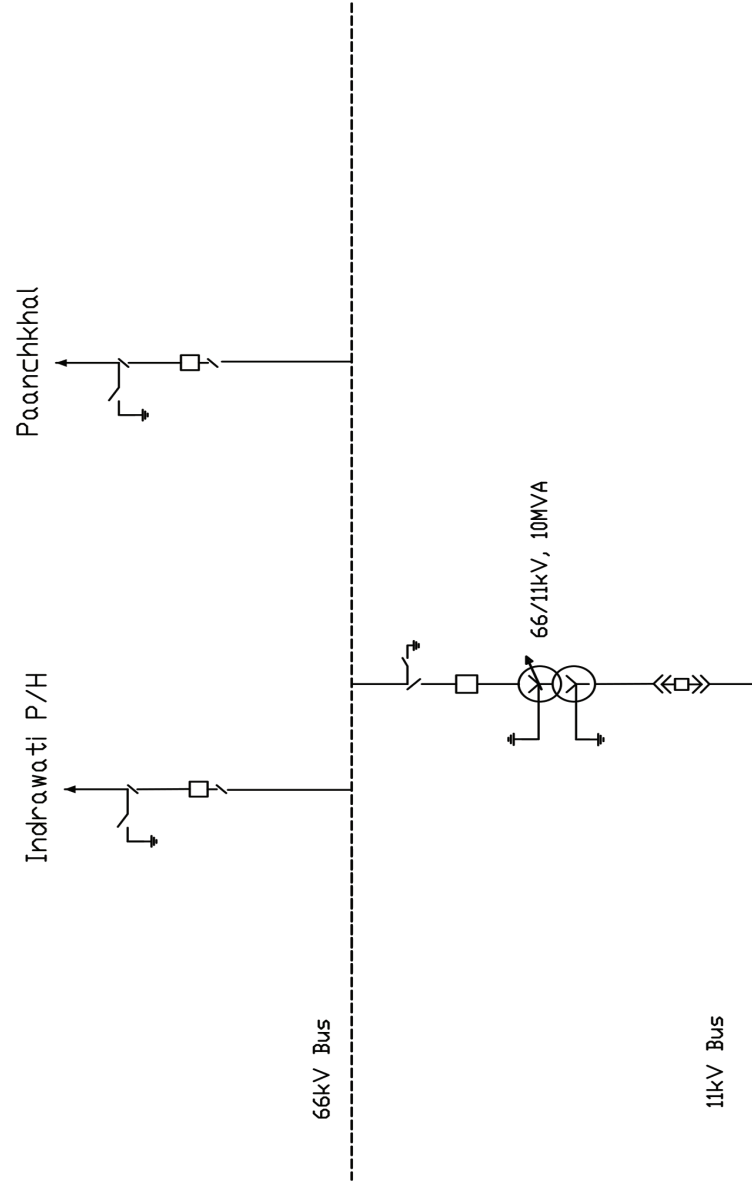 Paanchkhal
Indrawati P/H
66/11kV, 10MVA
66kV Bus
11kV Bus